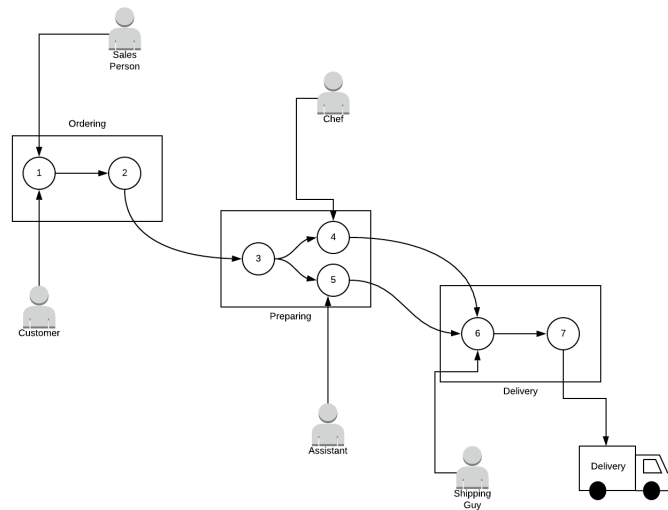 Sales
Person
Chef
Ordering
1
2
3
4
5
Preparing
Customer
6
7
Delivery
Assistant
Delivery
Shipping
Guy